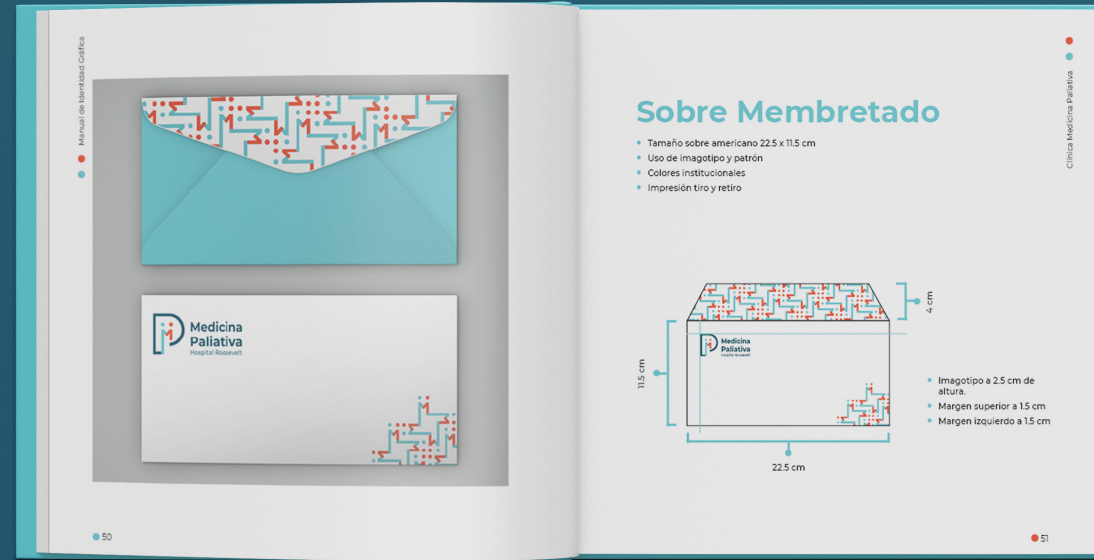 Manual de Identidad Gráfica
Medicina
Paliativa
Hospital Roosevelt
50
Clínica Medicina Paliativa
Sobre Membretado
Tamaño sobre americano 22.5 x 11.5 cm
Uso de imagotipo y patrón
Colores institucionales
Impresión tiro y retiro
4 cm
Medicina
Paliativa
Hospital Roosevelt
11.5 cm
22.5 cm
Imagotipo a 2.5 cm de
altura.
Margen superior a 1.5 cm
Margen izquierdo a 1.5 cm
51